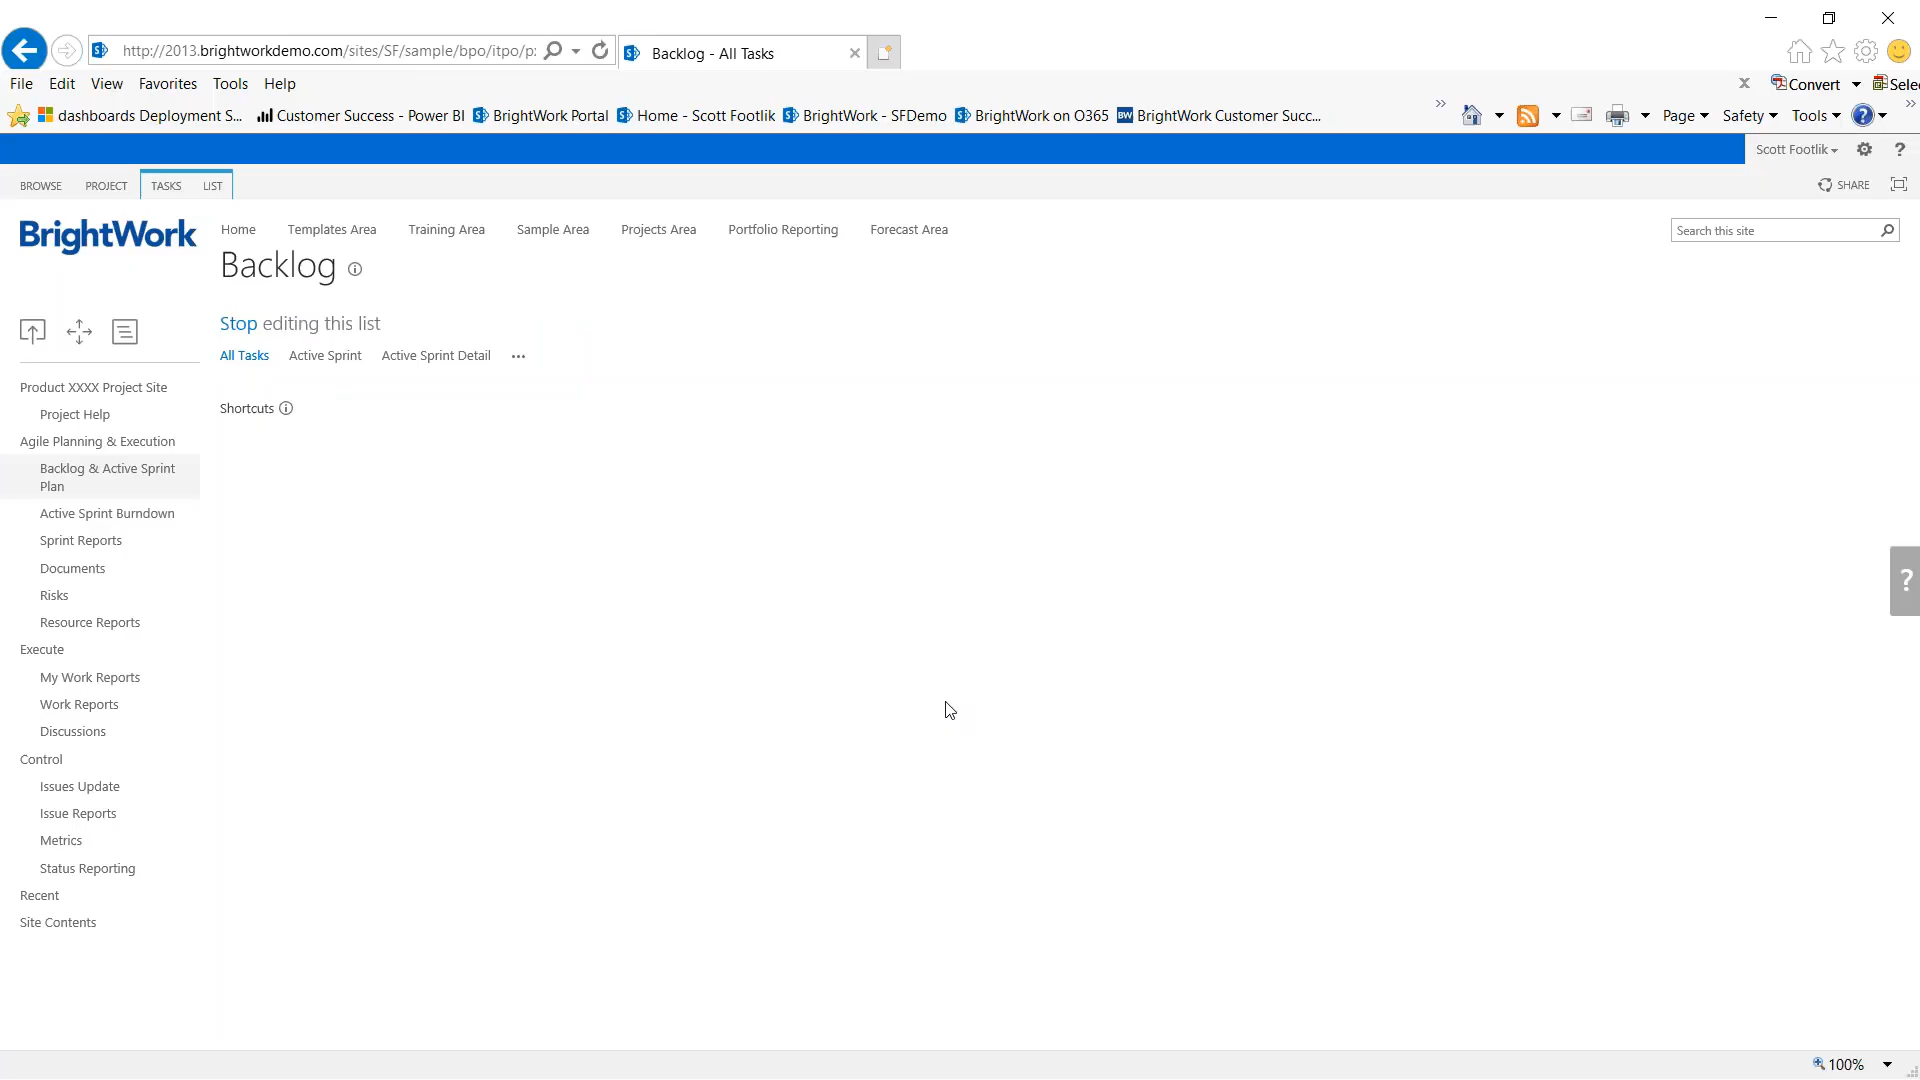 http://2013.brightworkdemo.com/sites/SF/sample/bpo/itpo/p:
Backlog - All Tasks
File Edit View Favorites Tools Help
Convert
Sele
dashboards Deployment S... Customer Success - Power BI BrightWork Portal Home - Scott Footlik BrightWork - SFDemo BrightWork on O365 BrightWork Customer Succ...
Page Safety Tools
Scott Footlik
BROWSE PROJECT TASKS LIST
SHARE
BrightWork
Home Templates Area Training Area Sample Area Projects Area Portfolio Reporting Forecast Area
Search this site
Backlog
Stop editing this list
All Tasks Active Sprint Active Sprint Detail ...
Shortcuts
Product XXXX Project Site
Project Help
Agile Planning & Execution
Backlog & Active Sprint
Plan
Active Sprint Burndown
Sprint Reports
Documents
Risks
Resource Reports
Execute
My Work Reports
Work Reports
Discussions
Control
Issues Update
Issue Reports
Metrics
Status Reporting
Recent
Site Contents
?
100%